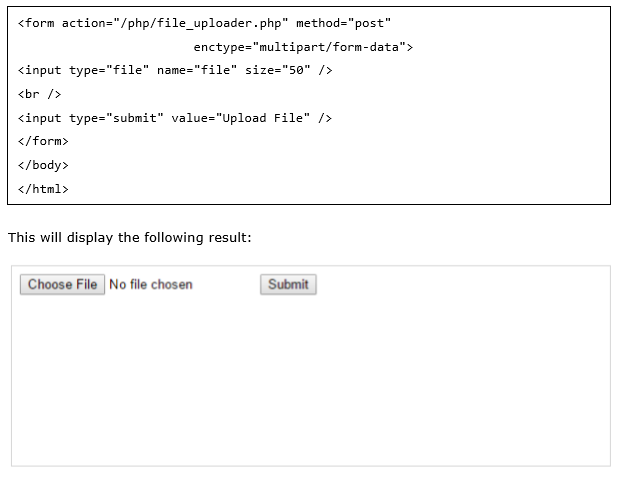 <form action="/php/file_uploader.php" method="post"
enctype="multipart/form-data">
<input type="file" name="file" size="50" />
<br />
<input type="submit" value="Upload File" />
</form>
</body>
</html>
This will display the following result:
Choose File No file chosen Submit